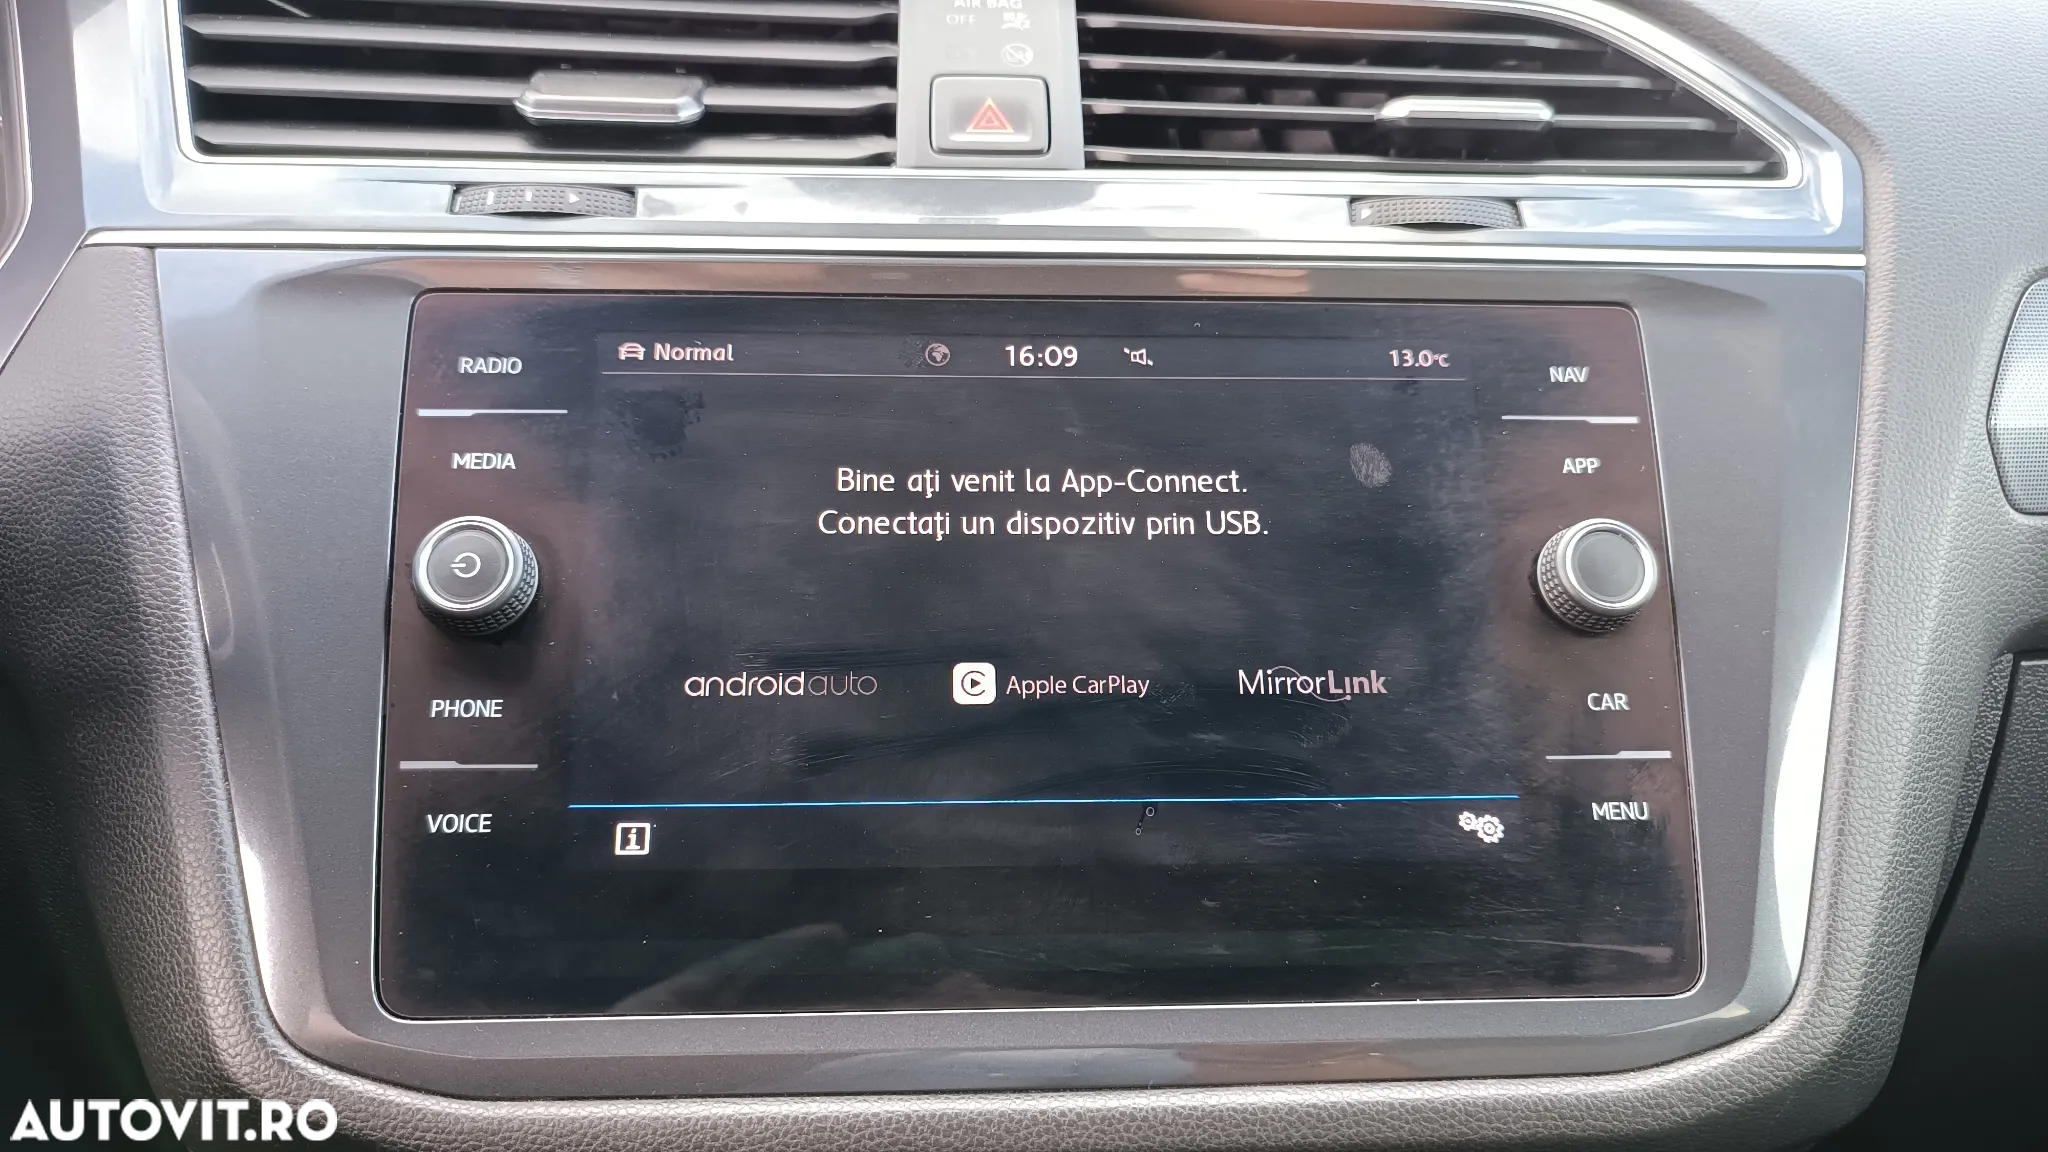 AIR BAG
OFF
RADIO
MEDIA
PHONE
VOICE
Normal
16:09
13.0°C
Bine aţi venit la App-Connect.
Conectaţi un dispozitiv prin USB.
androidauto
Apple CarPlay
MirrorLink
NAV
APP
CAR
MENU
AUTOVIT.RO